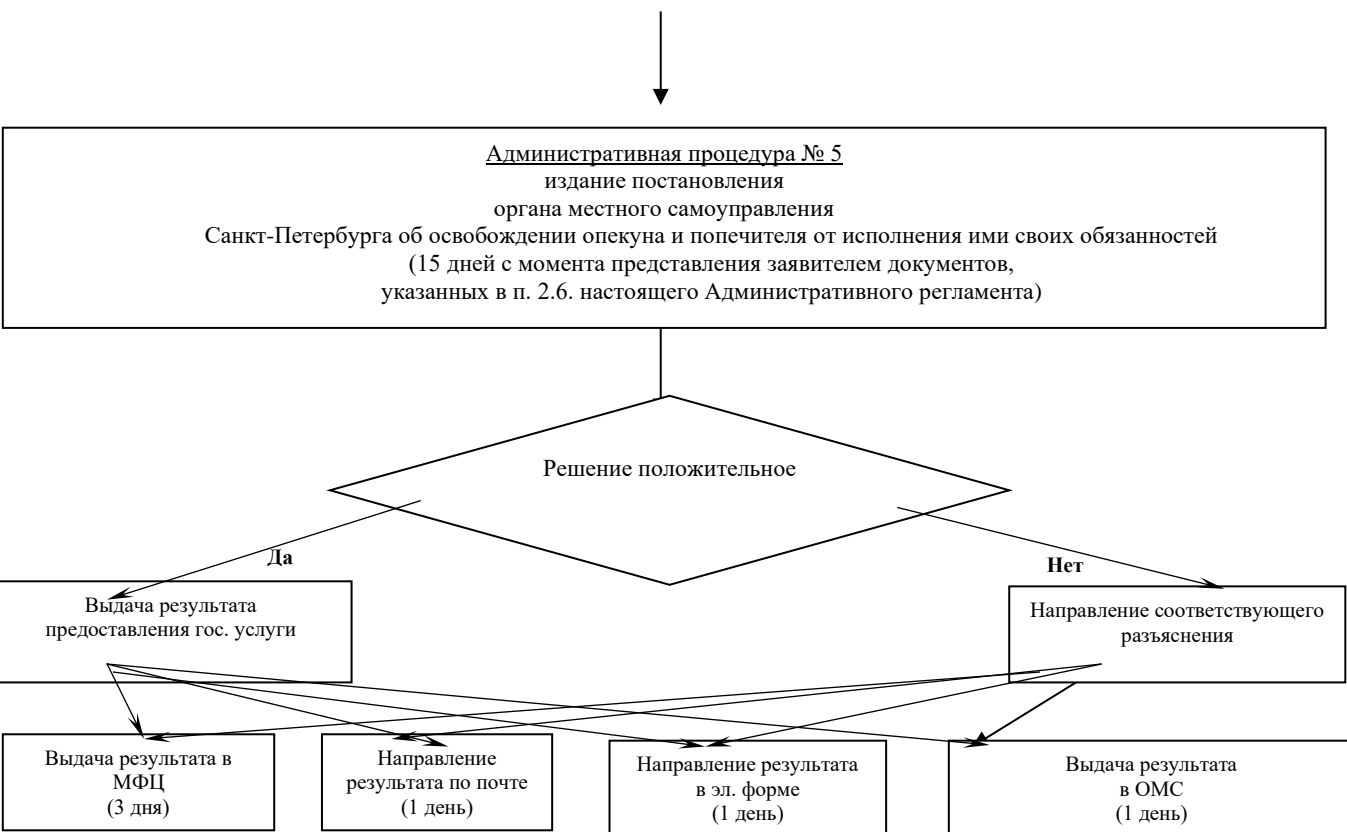 Административная процедура № 5
издание постановления
органа местного самоуправления
Санкт-Петербурга об освобождении опекуна и попечителя от исполнения ими своих обязанностей
(15 дней с момента представления заявителем документов,
указанных в п. 2.6. настоящего Административного регламента)
Решение положительное
Да
Нет
Выдача результата
предоставления гос. услуги
Направление соответствующего
разъяснения
Выдача результата в
МФЦ
(3 дня)
Направление
результата по почте
(1 день)
Направление результата
в эл. форме
(1 день)
Выдача результата
в ОМС
(1 день)